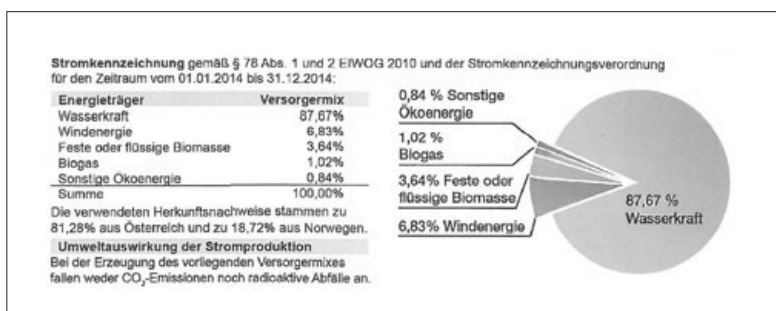 Stromkennzeichnung gemäß § 78 Abs. 1 und 2 ElWOG 2010 und der Stromkennzeichnungsverordnung
für den Zeitraum vom 01.01.2014 bis 31.12.2014:
Energieträger Versorgermix
Wasserkraft 87,67%
Windenergie 6,83%
Feste oder flüssige Biomasse 3,64%
Biogas 1,02%
Sonstige Ökoenergie 0,84%
Summe 100,00%
Die verwendeten Herkunftsnachweise stammen zu
81,28% aus Österreich und zu 18,72% aus Norwegen.
Umweltauswirkung der Stromproduktion
Bei der Erzeugung des vorliegenden Versorgermixes
fallen weder CO₂-Emissionen noch radioaktive Abfälle an.
0,84 % Sonstige
Ökoenergie
1,02 %
Biogas
3,64% Feste oder
flüssige Biomasse
6,83% Windenergie
87,67 %
Wasserkraft